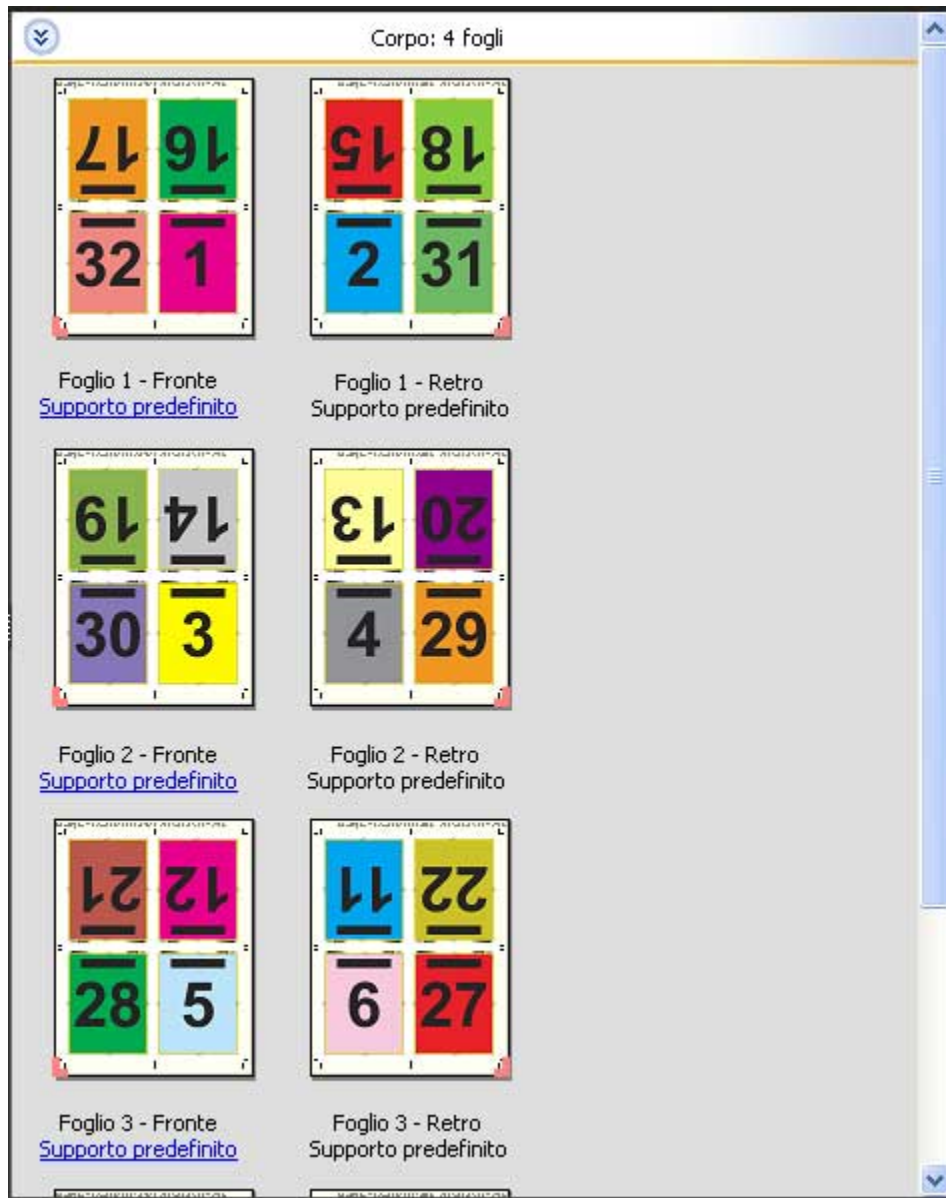 Corpo: 4 fogli
17 16 15 18
32 1 2 31
Foglio 1 - Fronte Foglio 1 - Retro
Supporto predefinito Supporto predefinito
19 14 13 20
30 3 4 29
Foglio 2 - Fronte Foglio 2 - Retro
Supporto predefinito Supporto predefinito
21 12 11 22
28 5 6 27
Foglio 3 - Fronte Foglio 3 - Retro
Supporto predefinito Supporto predefinito